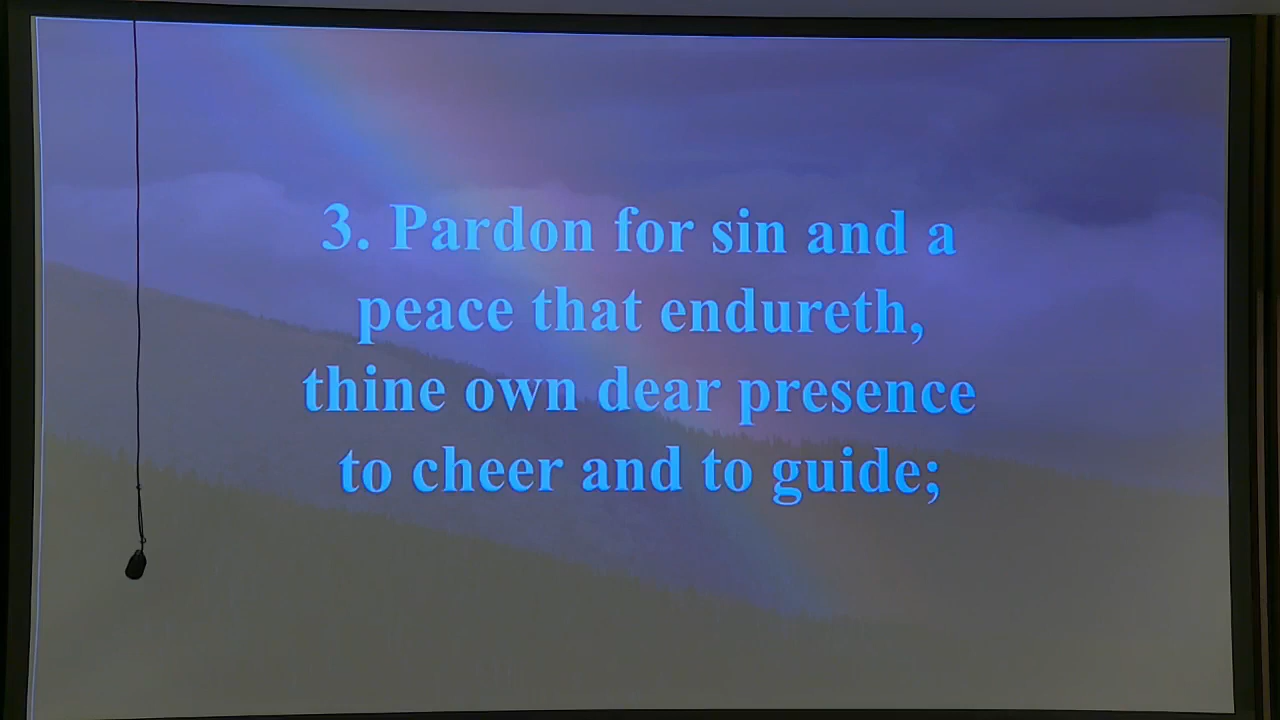 3. Pardon for sin and a
peace that endureth,
thine own dear presence
to cheer and to guide;